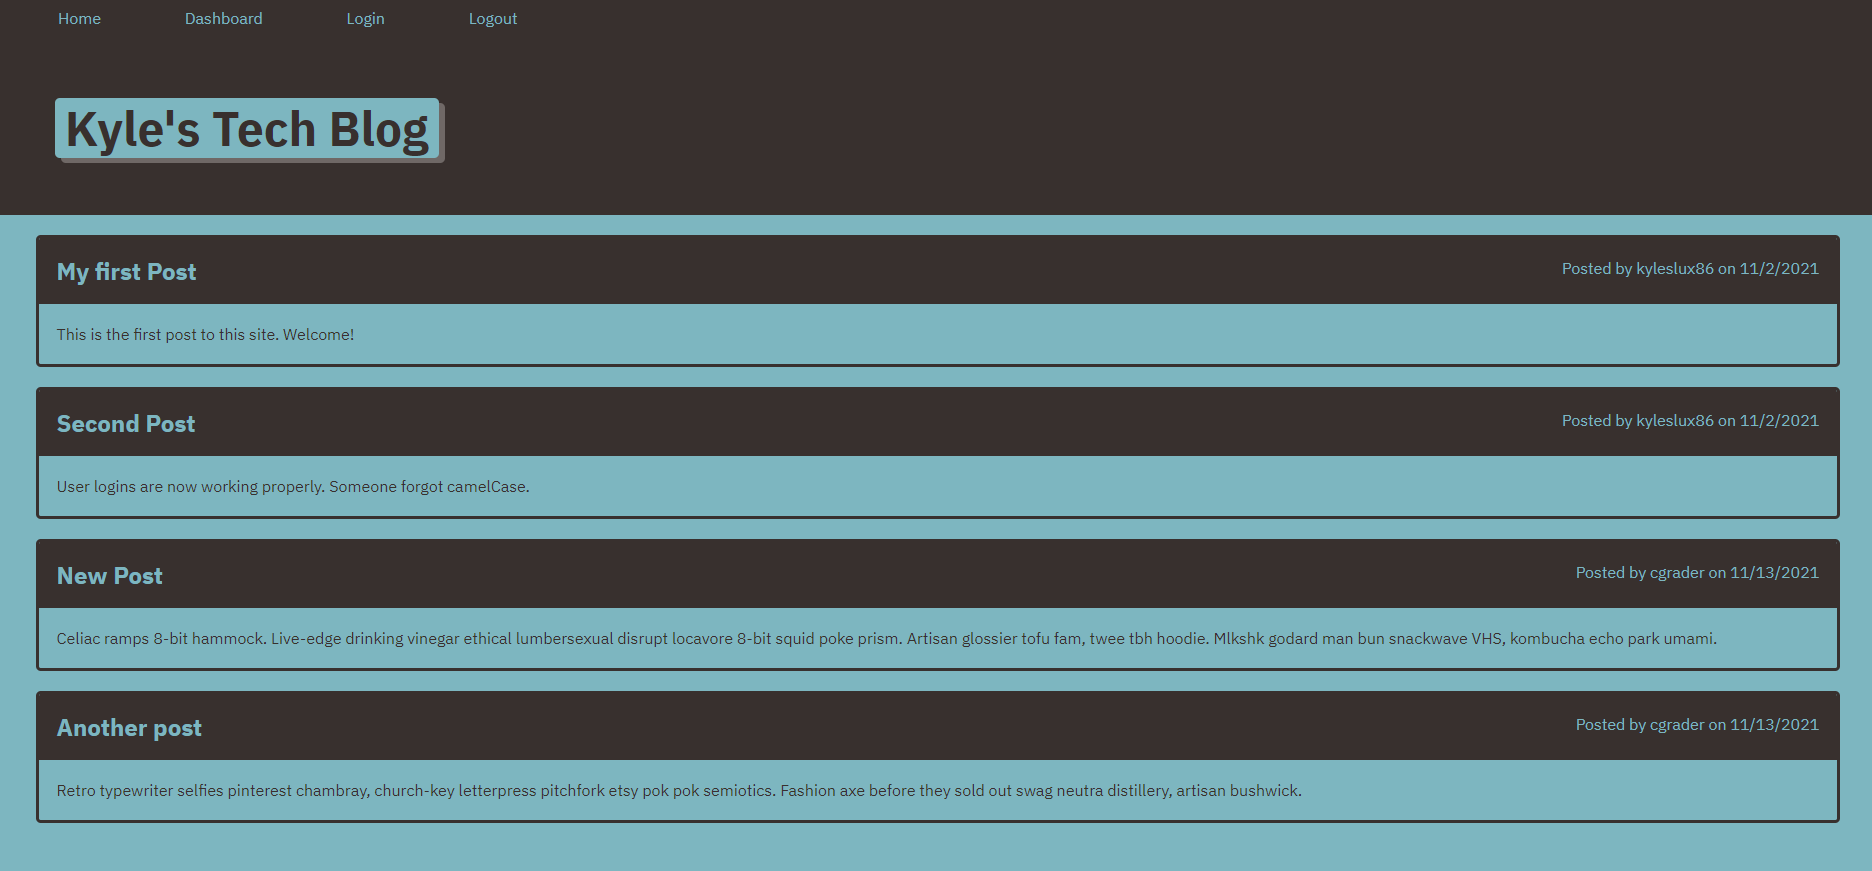 Home Dashboard Login Logout
Kyle's Tech Blog
My first Post Posted by kyleslux86 on 11/2/2021
This is the first post to this site. Welcome!
Second Post Posted by kyleslux86 on 11/2/2021
User logins are now working properly. Someone forgot camelCase.
New Post Posted by cgrader on 11/13/2021
Celiac ramps 8-bit hammock. Live-edge drinking vinegar ethical lumbersexual disrupt locavore 8-bit squid poke prism. Artisan glossier tofu fam, twee tbh hoodie. Mlkshk godard man bun snackwave VHS, kombucha echo park umami.
Another post Posted by cgrader on 11/13/2021
Retro typewriter selfies pinterest chambray, church-key letterpress pitchfork etsy pok pok semiotics. Fashion axe before they sold out swag neutra distillery, artisan bushwick.